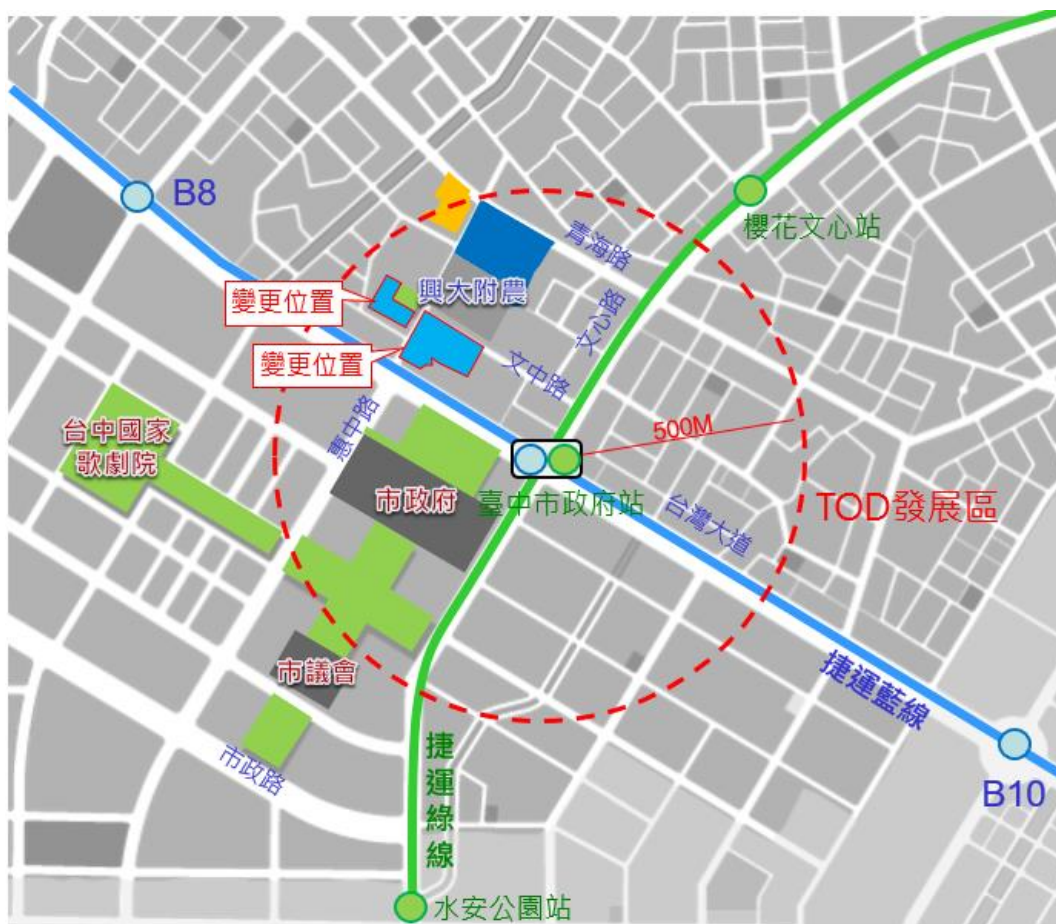 B8
櫻花文心站
青海路
變更位置
興大附農
文心路
變更位置
文中路
惠中路
500M
台中國家
歌劇院
市政府
臺中市政府站
台灣大道
TOD發展區
市議會
捷運藍線
市政路
捷運綠線
B10
水安公園站